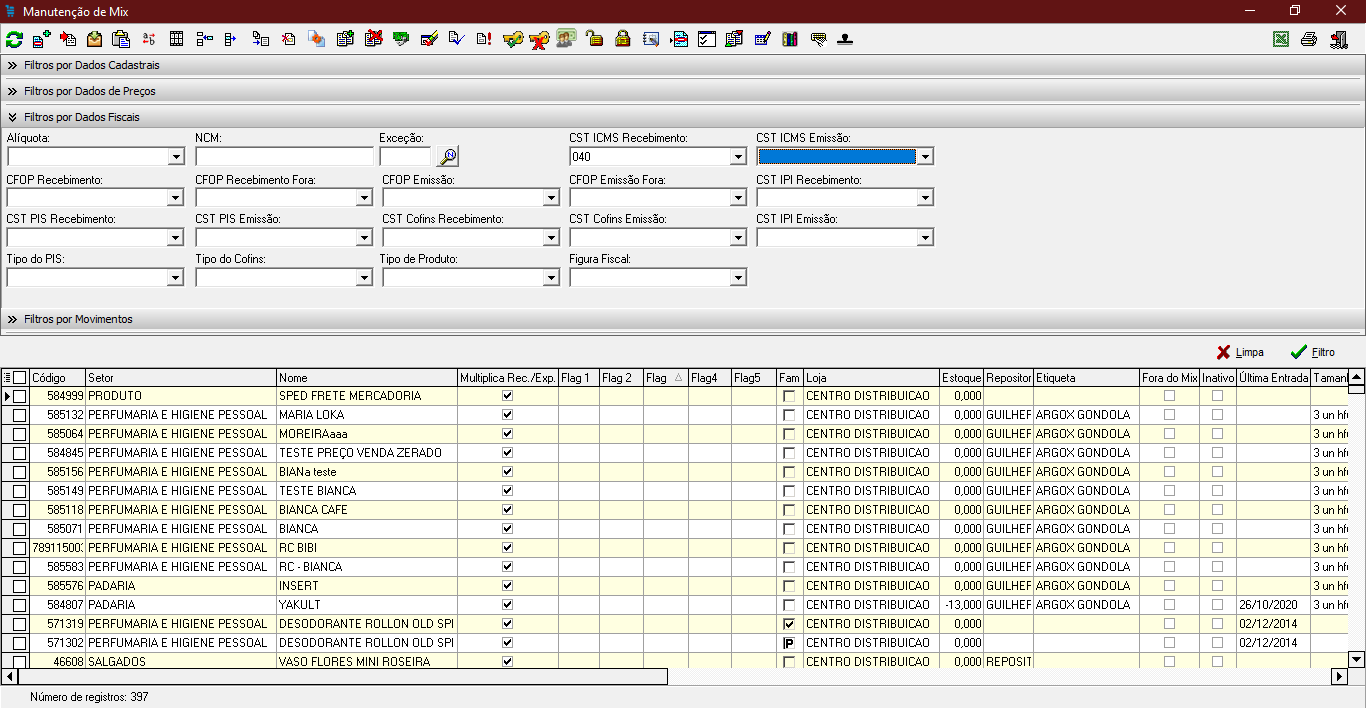 Manutenção de Mix
Filtros por Dados Cadastrais
Filtros por Dados de Preços
Filtros por Dados Fiscais
Alíquota: NCM: Exceção: CST ICMS Recebimento: CST ICMS Emissão:
040
CFOP Recebimento: CFOP Recebimento Fora: CFOP Emissão: CFOP Emissão Fora: CST IPI Recebimento:
CST PIS Recebimento: CST PIS Emissão: CST Cofins Recebimento: CST Cofins Emissão: CST IPI Emissão:
Tipo do PIS: Tipo do Cofins: Tipo de Produto: Figura Fiscal:
Filtros por Movimentos
Limpa Filtro
Código Setor Nome Multiplica Rec./Exp. Flag 1 Flag 2 Flag Flag4 Flag5 Fam Loja Estoque Repositor Etiqueta Fora do Mix Inativo Última Entrada Taman
584999 PRODUTO SPED FRETE MERCADORIA CENTRO DISTRIBUICAO 0,000
585132 PERFUMARIA E HIGIENE PESSOAL MARIA LOKA CENTRO DISTRIBUICAO 0,000 GUILHEF ARGOX GONDOLA 3 un hf
585064 PERFUMARIA E HIGIENE PESSOAL MOREIRAaaa CENTRO DISTRIBUICAO 0,000 GUILHEF ARGOX GONDOLA 3 un hf
584845 PERFUMARIA E HIGIENE PESSOAL TESTE PREÇO VENDA ZERADO CENTRO DISTRIBUICAO 0,000 GUILHEF ARGOX GONDOLA 3 un hf
585156 PERFUMARIA E HIGIENE PESSOAL BIANa teste CENTRO DISTRIBUICAO 0,000 GUILHEF ARGOX GONDOLA 3 un hf
585149 PERFUMARIA E HIGIENE PESSOAL TESTE BIANCA CENTRO DISTRIBUICAO 0,000 GUILHEF ARGOX GONDOLA 3 un hf
585118 PERFUMARIA E HIGIENE PESSOAL BIANCA CAFE CENTRO DISTRIBUICAO 0,000 GUILHEF ARGOX GONDOLA 3 un hf
585071 PERFUMARIA E HIGIENE PESSOAL BIANCA CENTRO DISTRIBUICAO 0,000 GUILHEF ARGOX GONDOLA 3 un hf
789115003 PERFUMARIA E HIGIENE PESSOAL RC BIBI CENTRO DISTRIBUICAO 0,000 GUILHEF ARGOX GONDOLA 3 un hf
585583 PERFUMARIA E HIGIENE PESSOAL RC - BIANCA CENTRO DISTRIBUICAO 0,000 GUILHEF ARGOX GONDOLA 3 un hf
585576 PADARIA INSERT CENTRO DISTRIBUICAO 0,000 GUILHEF ARGOX GONDOLA 3 un hf
584807 PADARIA YAKULT CENTRO DISTRIBUICAO -13,000 GUILHEF ARGOX GONDOLA 26/10/2020 3 un hf
571319 PERFUMARIA E HIGIENE PESSOAL DESODORANTE ROLLON OLD SPI CENTRO DISTRIBUICAO 0,000 02/12/2014
571302 PERFUMARIA E HIGIENE PESSOAL DESODORANTE ROLLON OLD SPI P CENTRO DISTRIBUICAO 0,000 02/12/2014
46608 SALGADOS VASO FLORES MINI ROSEIRA CENTRO DISTRIBUICAO 0,000 REPOSIT
Número de registros: 397